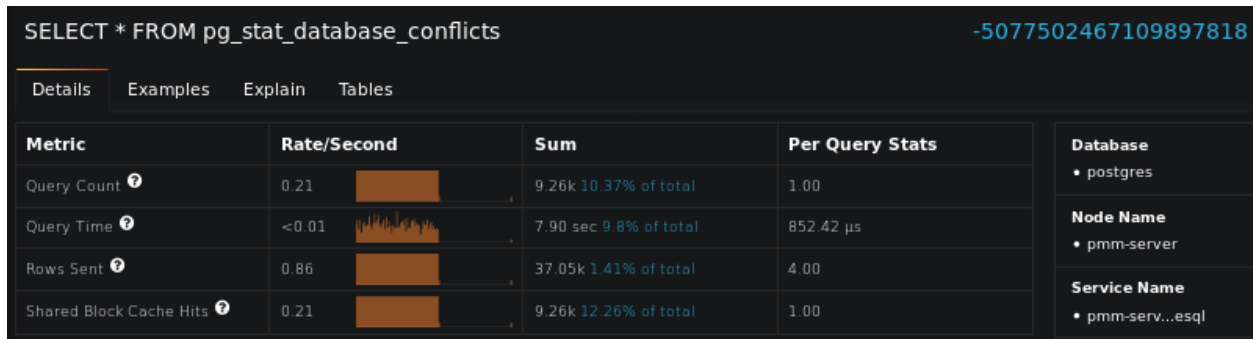 SELECT * FROM pg_stat_database_conflicts -5077502467109897818
Details Examples Explain Tables
Metric Rate/Second Sum Per Query Stats
Query Count ? 0.21 9.26k 10.37% of total 1.00
Query Time ? <0.01 7.90 sec 9.8% of total 852.42 µs
Rows Sent ? 0.86 37.05k 1.41% of total 4.00
Shared Block Cache Hits ? 0.21 9.26k 12.26% of total 1.00
Database
• postgres
Node Name
• pmm-server
Service Name
• pmm-serv...esql